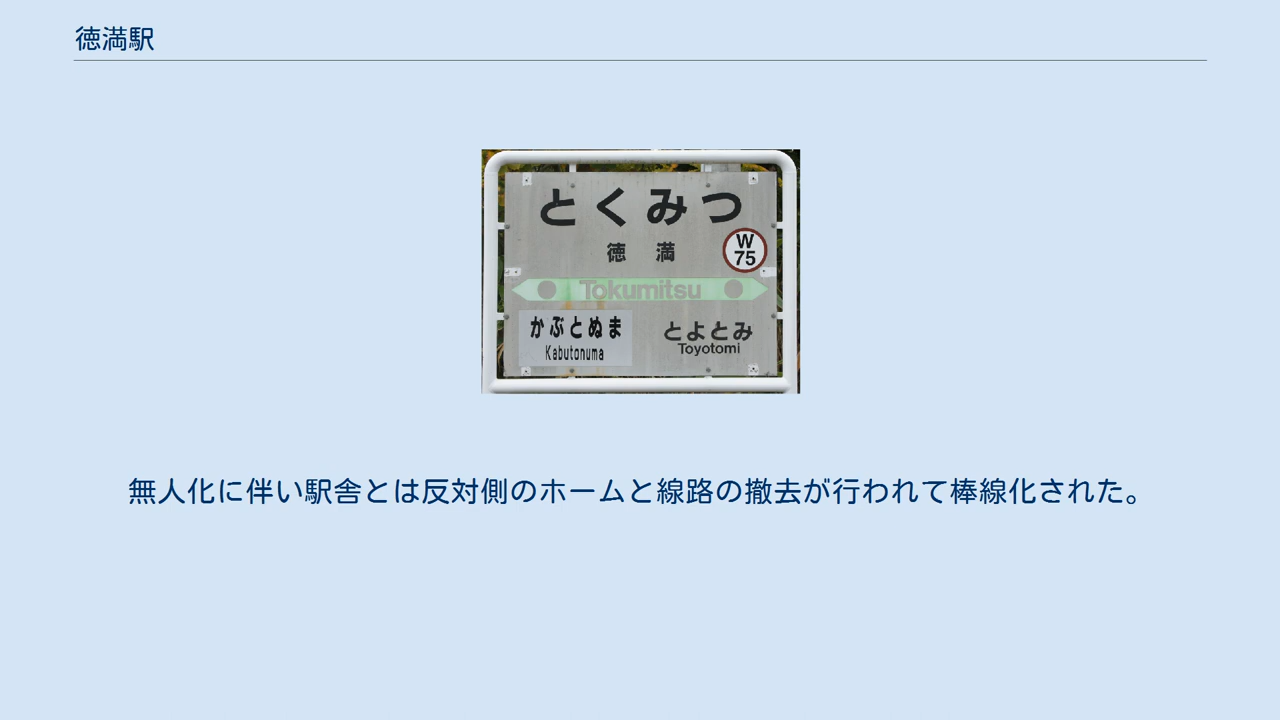 徳満駅
とくみつ
徳 満
W
75
Tokumitsu
かぶとぬま
Kabutonuma
とよとみ
Toyotomi
無人化に伴い駅舎とは反対側のホームと線路の撤去が行われて棒線化された。